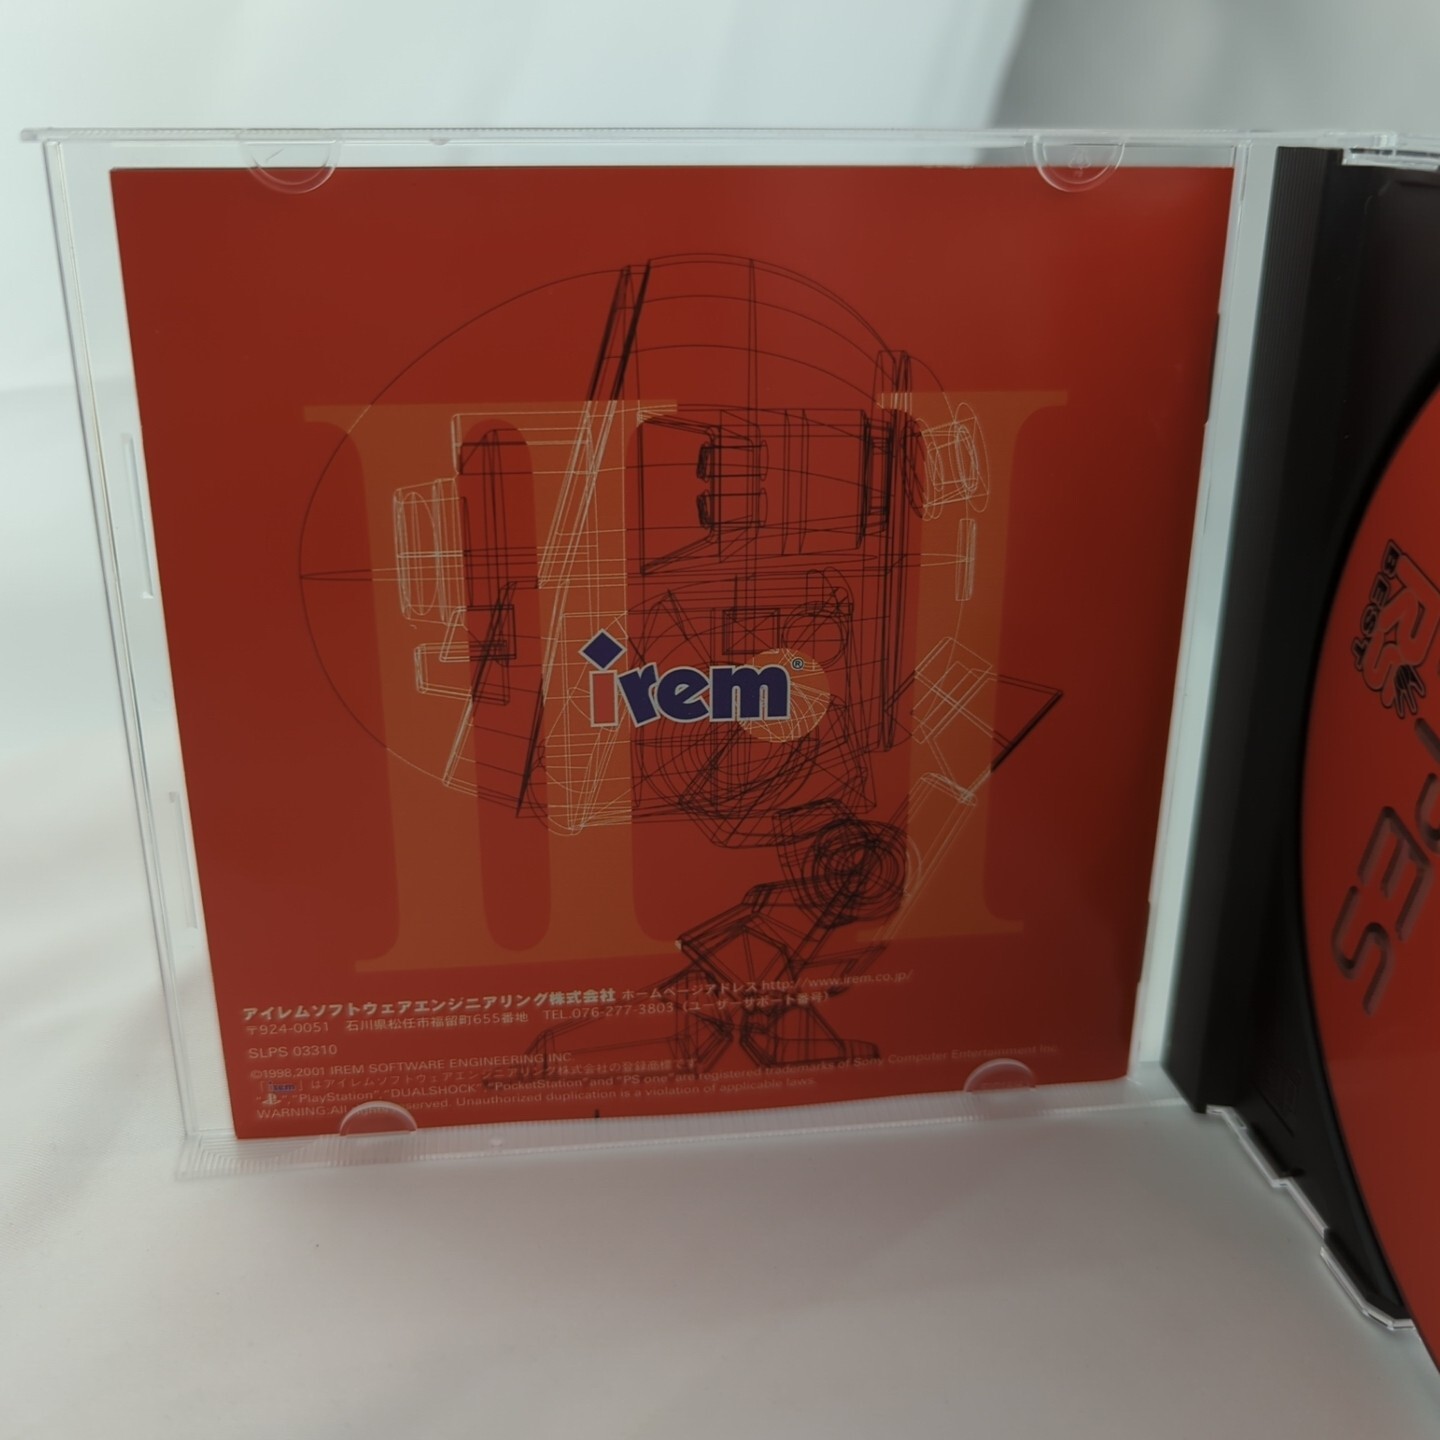 II I
irem®
アイレムソフトウェアエンジニアリング株式会社 ホームページアドレス http://www.irem.co.jp/
〒924-0051 石川県松任市福留町655番地 TEL.076-277-3803 (ユーザーサポート番号)
SLPS 03310
©1998,2001 IREM SOFTWARE ENGINEERING INC.
irem はアイレムソフトウェアエンジニアリング株式会社の登録商標です。
"PlayStation", "DUALSHOCK", "PocketStation" and "PS one" are registered trademarks of Sony Computer Entertainment Inc.
WARNING: All reserved. Unauthorized duplication is a violation of applicable laws.
BEST